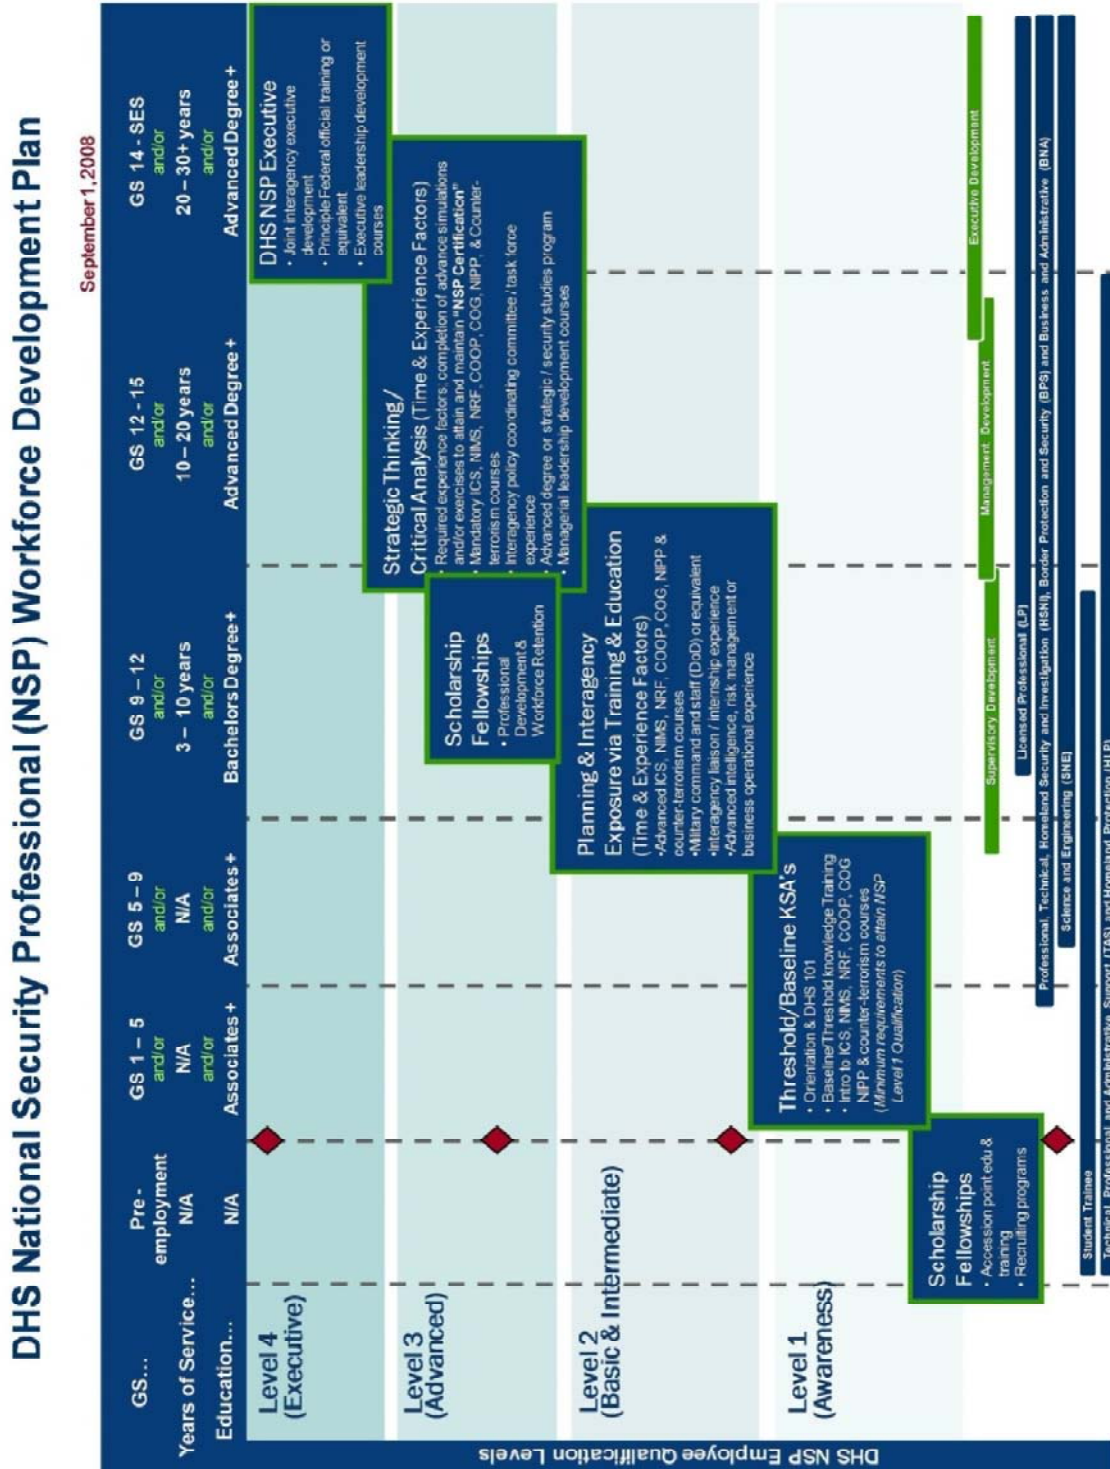 DHS National Security Professional (NSP) Workforce Development Plan
September 1, 2008
GS...
Pre -
employment
GS 1 – 5
GS 5 – 9
GS 9 – 12
GS 12 - 15
GS 14 - SES
and/or
and/or
and/or
and/or
and/or
Years of Service...
N/A
N/A
N/A
3 – 10 years
10 – 20 years
20 – 30+ years
and/or
and/or
and/or
and/or
and/or
Education...
N/A
Associates +
Associates +
Bachelors Degree +
Advanced Degree +
Advanced Degree +
DHS NSP Employee Qualification Levels
Level 4
(Executive)
DHS NSP Executive
• Joint interagency executive
development
• Principle Federal official training or
equivalent
• Executive leadership development
courses
Level 3
(Advanced)
Strategic Thinking/
Critical Analysis (Time & Experience Factors)
• Required experience factors: completion of advance simulations
and/or exercises to attain and maintain "NSP Certification"
• Mandatory ICS, NIMS, NRF, COOP, COG, NIPP, & Counter-
terrorism courses
• Interagency policy coordinating committee / task force
experience
• Advanced degree or strategic / security studies program
• Managerial leadership development courses
Scholarship
Fellowships
• Professional
Development &
Workforce Retention
Level 2
(Basic & Intermediate)
Planning & Interagency
Exposure via Training & Education
(Time & Experience Factors)
•Advanced ICS, NIMS, NRF, COOP, COG, NIPP &
counter-terrorism courses
•Military command and staff (DoD) or equivalent
•Interagency liaison / internship experience
•Advanced intelligence, risk management or
business operational experience
Level 1
(Awareness)
Threshold/Baseline KSA's
• Orientation & DHS 101
• Baseline/Threshold knowledge Training
• Intro to ICS, NIMS, NRF, COOP, COG
NIPP & counter-terrorism courses
(Minimum requirements to attain NSP
Level 1 Qualification)
Scholarship
Fellowships
• Accession point edu &
training
• Recruiting programs
Executive Development
Management Development
Supervisory Development
Licensed Professional (LP)
Professional, Technical, Homeland Security and Investigation (HSNI), Border Protection and Security (BPS) and Business and Administrative (BNA)
Science and Engineering (SNE)
Student Trainee
Technical, Professional and Administrative, Support (TAS) and Homeland Protection (HLP)